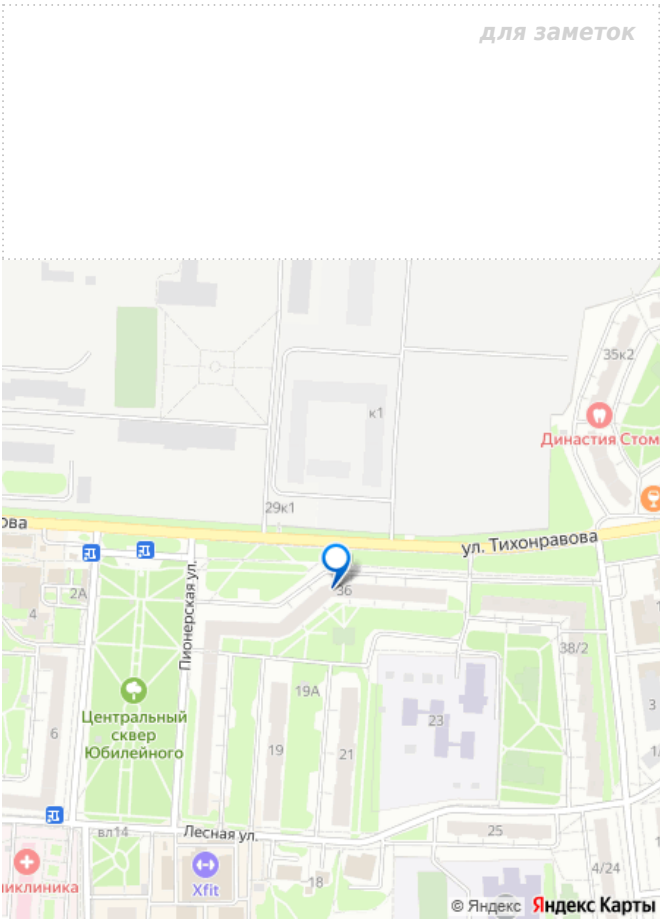 для заметок
35к2
к1
Династия Стом
29к1
ова
ул. Тихонравова
Пионерская ул.
2А
4
36
38/2
19А
Центральный
сквер
Юбилейного
23
3
6
19
21
1/
вл14
Лесная ул.
25
иклиника
Xfit
18
4/24
© Яндекс Яндекс Карты